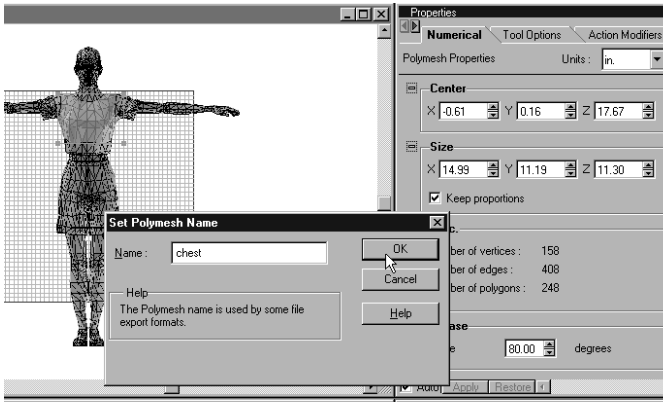 Properties
Numerical Tool Options Action Modifiers
Polymesh Properties Units : in.
Center
X -0.61 Y 0.16 Z 17.67
Size
X 14.99 Y 11.19 Z 11.30
Keep proportions
Set Polymesh Name
Name : chest
OK
Cancel
Help
Help
The Polymesh name is used by some file
export formats.
c.
ber of vertices : 158
ber of edges : 408
ber of polygons : 248
ase
e 80.00 degrees
Auto Apply Restore